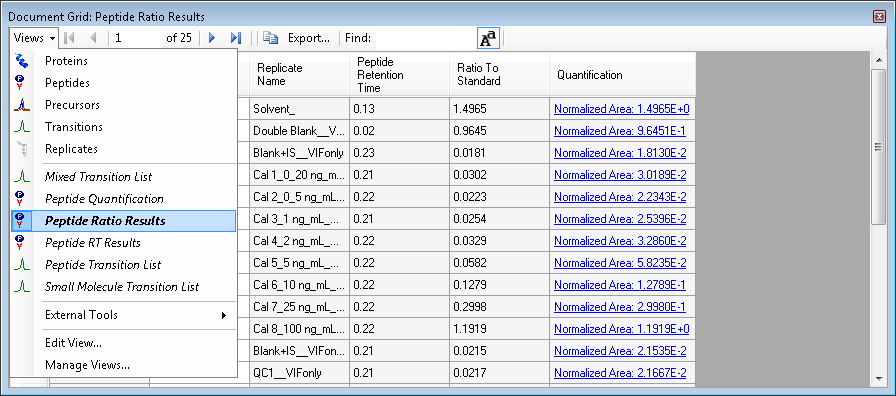 Document Grid: Peptide Ratio Results
Views 1 of 25 Export... Find: Aa
Proteins
Peptides
Precursors
Transitions
Replicates
Mixed Transition List
Peptide Quantification
Peptide Ratio Results
Peptide RT Results
Peptide Transition List
Small Molecule Transition List
External Tools
Edit View...
Manage Views...
Replicate Name Peptide Retention Time Ratio To Standard Quantification
Solvent_ 0.13 1.4965 Normalized Area: 1.4965E+0
Double Blank__V... 0.02 0.9645 Normalized Area: 9.6451E-1
Blank+IS__VIFonly 0.23 0.0181 Normalized Area: 1.8130E-2
Cal 1_0_20 ng_mL_... 0.21 0.0302 Normalized Area: 3.0189E-2
Cal 2_0_5 ng_mL_... 0.22 0.0223 Normalized Area: 2.2343E-2
Cal 3_1 ng_mL_... 0.21 0.0254 Normalized Area: 2.5396E-2
Cal 4_2 ng_mL_... 0.22 0.0329 Normalized Area: 3.2860E-2
Cal 5_5 ng_mL_... 0.22 0.0582 Normalized Area: 5.8235E-2
Cal 6_10 ng_mL_... 0.22 0.1279 Normalized Area: 1.2789E-1
Cal 7_25 ng_mL_... 0.22 0.2998 Normalized Area: 2.9980E-1
Cal 8_100 ng_mL... 0.22 1.1919 Normalized Area: 1.1919E+0
Blank+IS__VIFon... 0.21 0.0215 Normalized Area: 2.1535E-2
QC1__VIFonly 0.21 0.0217 Normalized Area: 2.1667E-2